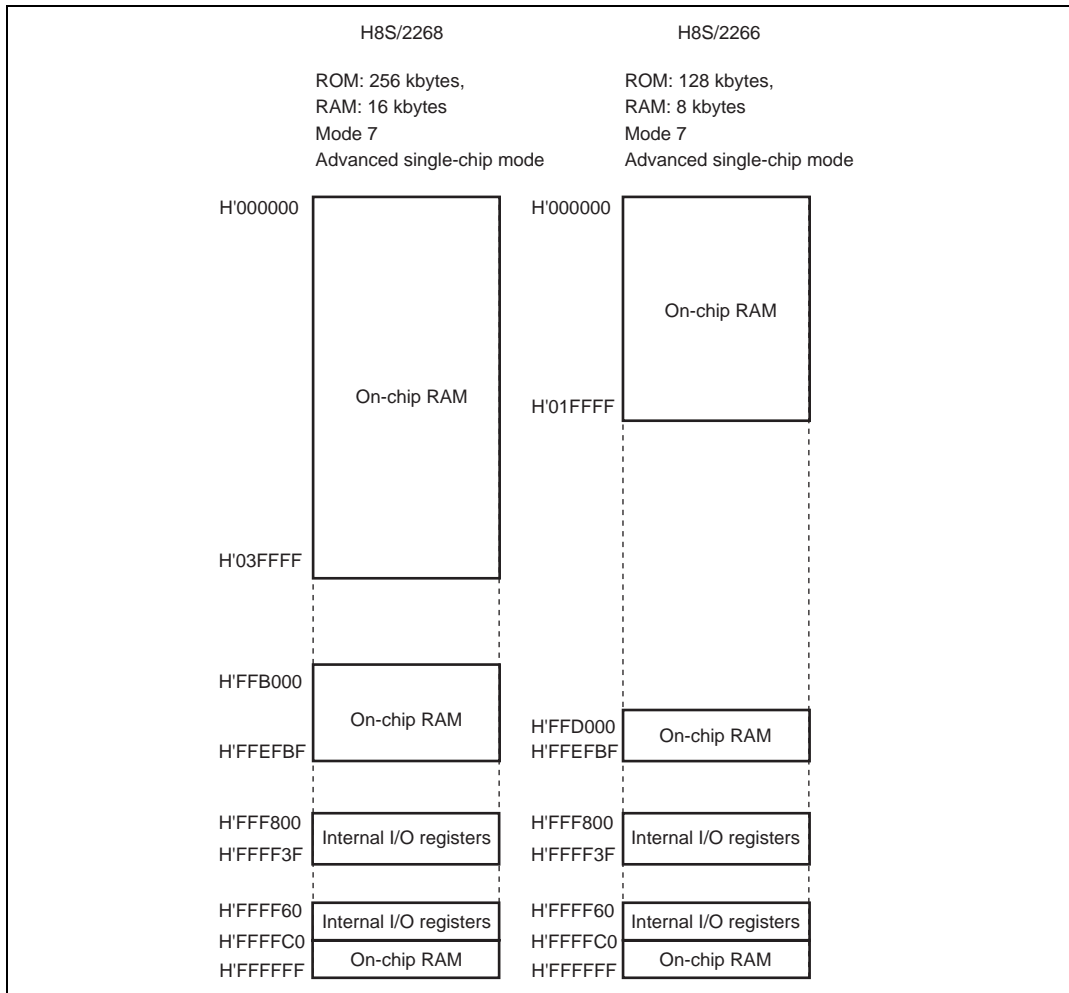 H8S/2268
ROM: 256 kbytes,
RAM: 16 kbytes
Mode 7
Advanced single-chip mode
H'000000
On-chip RAM
H'03FFFF
H'FFB000
On-chip RAM
H'FFEFBF
H'FFF800
Internal I/O registers
H'FFFF3F
H'FFFF60
Internal I/O registers
H'FFFFC0
On-chip RAM
H'FFFFFF
H8S/2266
ROM: 128 kbytes,
RAM: 8 kbytes
Mode 7
Advanced single-chip mode
H'000000
On-chip RAM
H'01FFFF
H'FFD000
On-chip RAM
H'FFEFBF
H'FFF800
Internal I/O registers
H'FFFF3F
H'FFFF60
Internal I/O registers
H'FFFFC0
On-chip RAM
H'FFFFFF